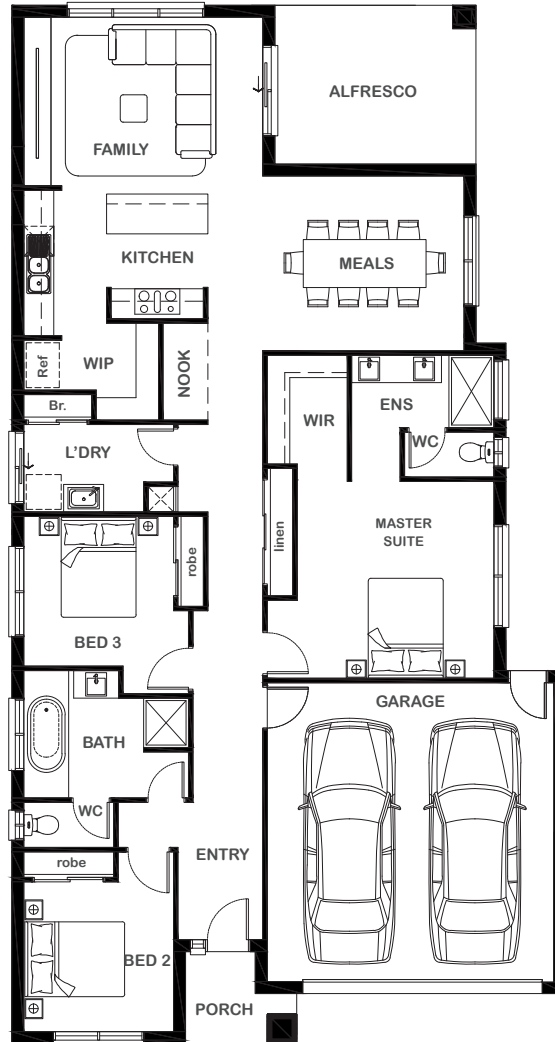 ALFRESCO
FAMILY
KITCHEN
MEALS
Ref
WIP
NOOK
Br.
WIR
ENS
L'DRY
WC
linen
MASTER
SUITE
robe
BED 3
GARAGE
BATH
WC
robe
ENTRY
BED 2
PORCH